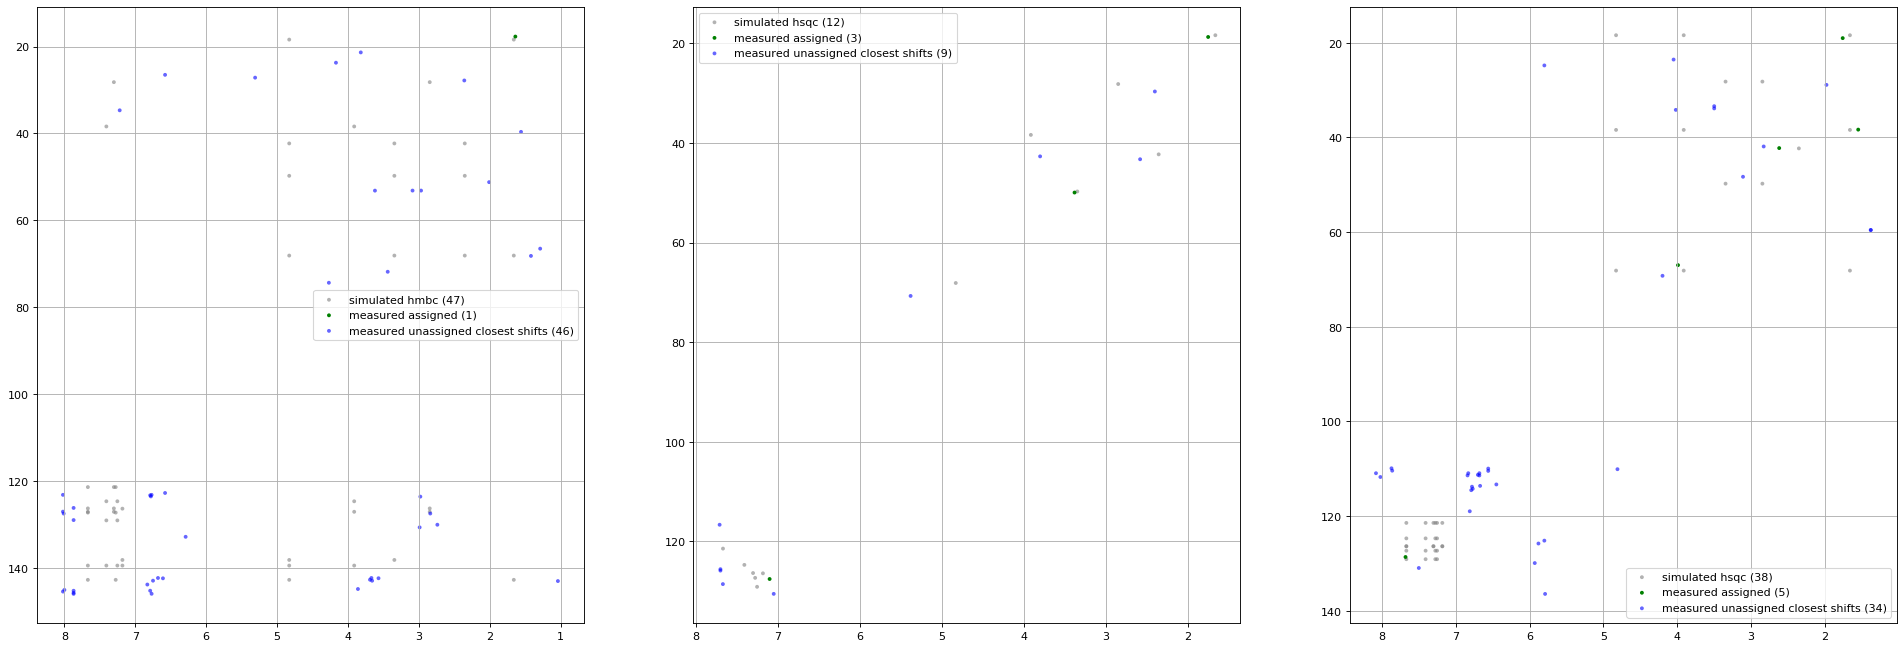 20
40
60
80
100
120
140
8 7 6 5 4 3 2 1
simulated hmbc (47)
measured assigned (1)
measured unassigned closest shifts (46)
20
40
60
80
100
120
8 7 6 5 4 3 2
simulated hsqc (12)
measured assigned (3)
measured unassigned closest shifts (9)
20
40
60
80
100
120
140
8 7 6 5 4 3 2
simulated hsqc (38)
measured assigned (5)
measured unassigned closest shifts (34)